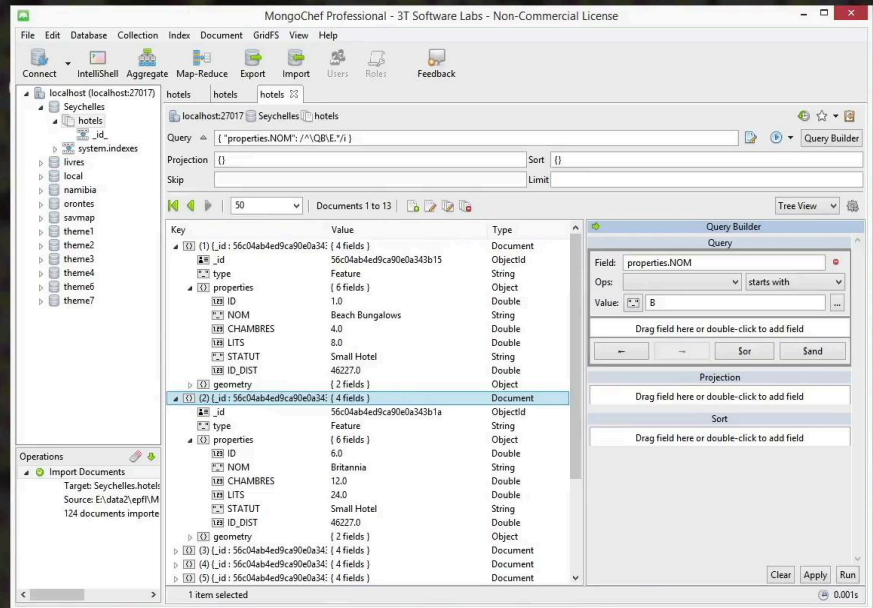 MongoChef Professional - 3T Software Labs - Non-Commercial License
File Edit Database Collection Index Document GridFS View Help
Connect IntelliShell Aggregate Map-Reduce Export Import Users Roles Feedback
localhost (localhost:27017)
Seychelles
hotels
_id_
system.indexes
livres
local
namibia
orontes
savmap
theme1
theme2
theme3
theme4
theme6
theme7
Operations
Import Documents
Target: Seychelles.hotels
Source: E:\data2\epfl\M
124 documents importe
hotels hotels hotels
localhost:27017 Seychelles hotels
Query { "properties.NOM": /^\QB\E.*/i } Query Builder
Projection {} Sort {}
Skip Limit
50 Documents 1 to 13 Tree View
Key Value Type
(1) {_id : 56c04ab4ed9ca90e0a343 { 4 fields } Document
_id 56c04ab4ed9ca90e0a343b15 ObjectId
type Feature String
properties { 6 fields } Object
ID 1.0 Double
NOM Beach Bungalows String
CHAMBRES 4.0 Double
LITS 8.0 Double
STATUT Small Hotel String
ID_DIST 46227.0 Double
geometry { 2 fields } Object
(2) {_id : 56c04ab4ed9ca90e0a343 { 4 fields } Document
_id 56c04ab4ed9ca90e0a343b1a ObjectId
type Feature String
properties { 6 fields } Object
ID 6.0 Double
NOM Britannia String
CHAMBRES 12.0 Double
LITS 24.0 Double
STATUT Small Hotel String
ID_DIST 46227.0 Double
geometry { 2 fields } Object
(3) {_id : 56c04ab4ed9ca90e0a343 { 4 fields } Document
(4) {_id : 56c04ab4ed9ca90e0a343 { 4 fields } Document
(5) {_id : 56c04ab4ed9ca90e0a343 { 4 fields } Document
1 item selected
Query Builder
Query
Field: properties.NOM
Ops: starts with
Value: B ...
Drag field here or double-click to add field
← → $or $and
Projection
Drag field here or double-click to add field
Sort
Drag field here or double-click to add field
Clear Apply Run
0.001s